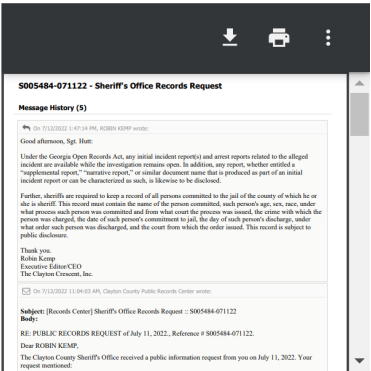 S005484-071122 - Sheriff's Office Records Request
Message History (5)
On 7/12/2022 1:47:14 PM, ROBIN KEMP wrote:
Good afternoon, Sgt. Hutt:
Under the Georgia Open Records Act, any initial incident report(s) and arrest reports related to the alleged
incident are available while the investigation remains open. In addition, any report, whether entitled a
"supplemental report," "narrative report," or similar document name that is produced as part of an initial
incident report or can be characterized as such, is likewise to be disclosed.
Further, sheriffs are required to keep a record of all persons committed to the jail of the county of which he or
she is sheriff. This record must contain the name of the person committed, such person's age, sex, race, under
what process such person was committed and from what court the process was issued, the crime with which the
person was charged, the date of such person's commitment to jail, the day of such person's discharge, under
what order such person was discharged, and the court from which the order issued. This record is subject to
public disclosure.
Thank you.
Robin Kemp
Executive Editor/CEO
The Clayton Crescent, Inc.
On 7/12/2022 11:04:03 AM, Clayton County Public Records Center wrote:
Subject: [Records Center] Sheriff's Office Records Request :: S005484-071122
Body:
RE: PUBLIC RECORDS REQUEST of July 11, 2022., Reference # S005484-071122.
Dear ROBIN KEMP,
The Clayton County Sheriff's Office received a public information request from you on July 11, 2022. Your
request mentioned: